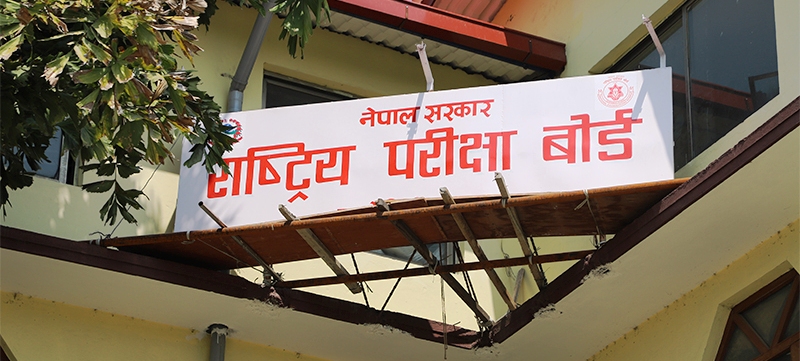 नेपाल सरकार
राष्ट्रिय परीक्षा बोर्ड